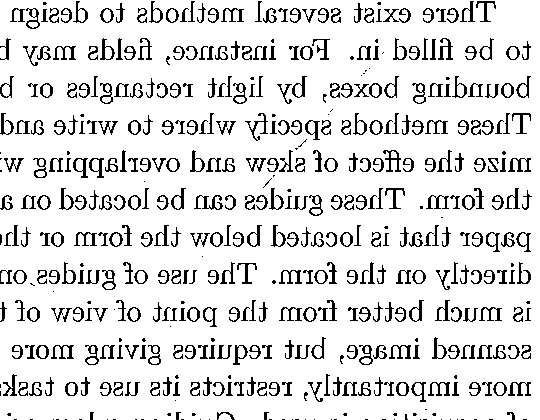 There exist several methods to design
to be filled in. For instance, fields may
bounding boxes, by light rectangles or
These methods specify where to write and
mize the effect of skew and overlapping
the form. These guides can be located on a
paper that is located below the form or
directly on the form. The use of guides on
is much better from the point of view of
scanned image, but requires giving more
more importantly, restricts its use to